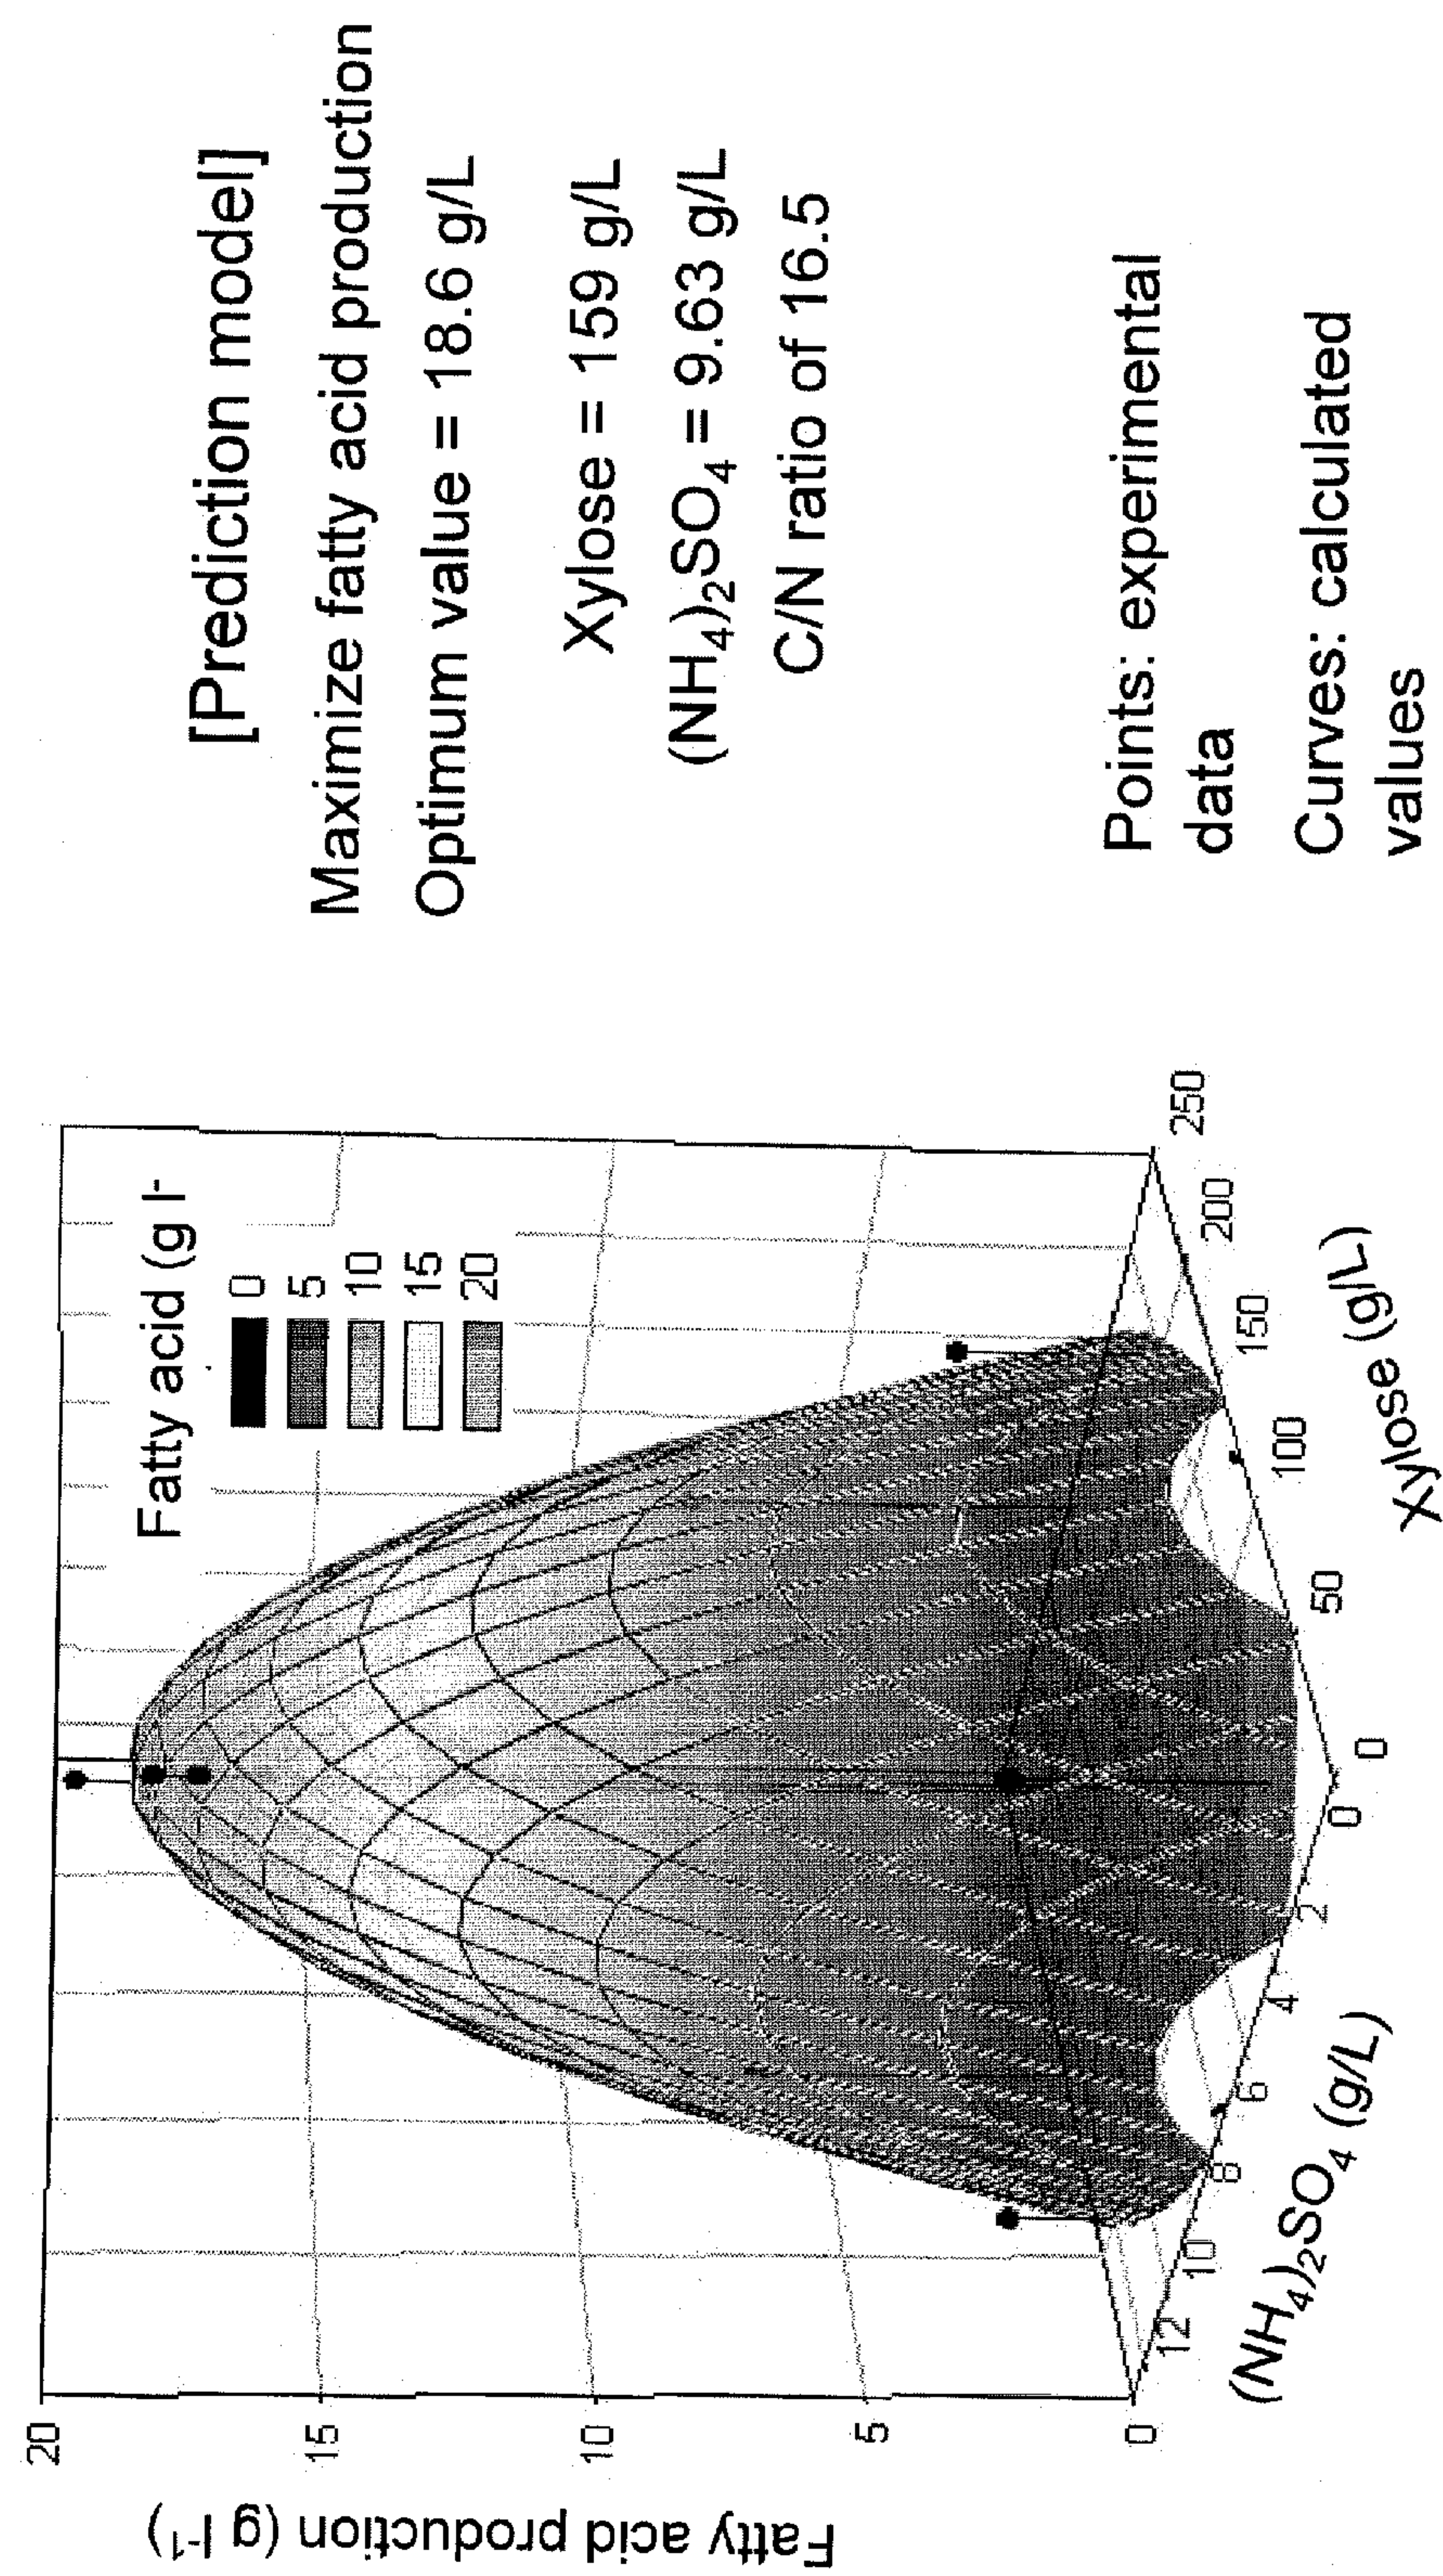 Fatty acid production (g l⁻¹)
20
15
10
5
0
Fatty acid (g l⁻
0
5
10
15
20
12
10
8
6
4
2
0
(NH₄)₂SO₄ (g/L)
0
50
100
150
200
250
Xylose (g/L)
[Prediction model]
Maximize fatty acid production
Optimum value = 18.6 g/L
Xylose = 159 g/L
(NH₄)₂SO₄ = 9.63 g/L
C/N ratio of 16.5
Points: experimental
data
Curves: calculated
values